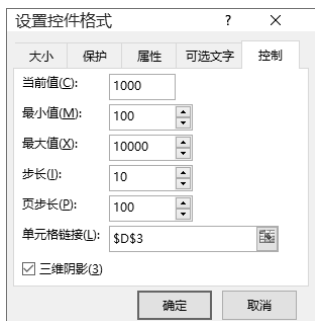 设置控件格式 ? ×
大小 保护 属性 可选文字 控制
当前值(C): 1000
最小值(M): 100
最大值(X): 10000
步长(I): 10
页步长(P): 100
单元格链接(L): $D$3
三维阴影(3)
确定 取消